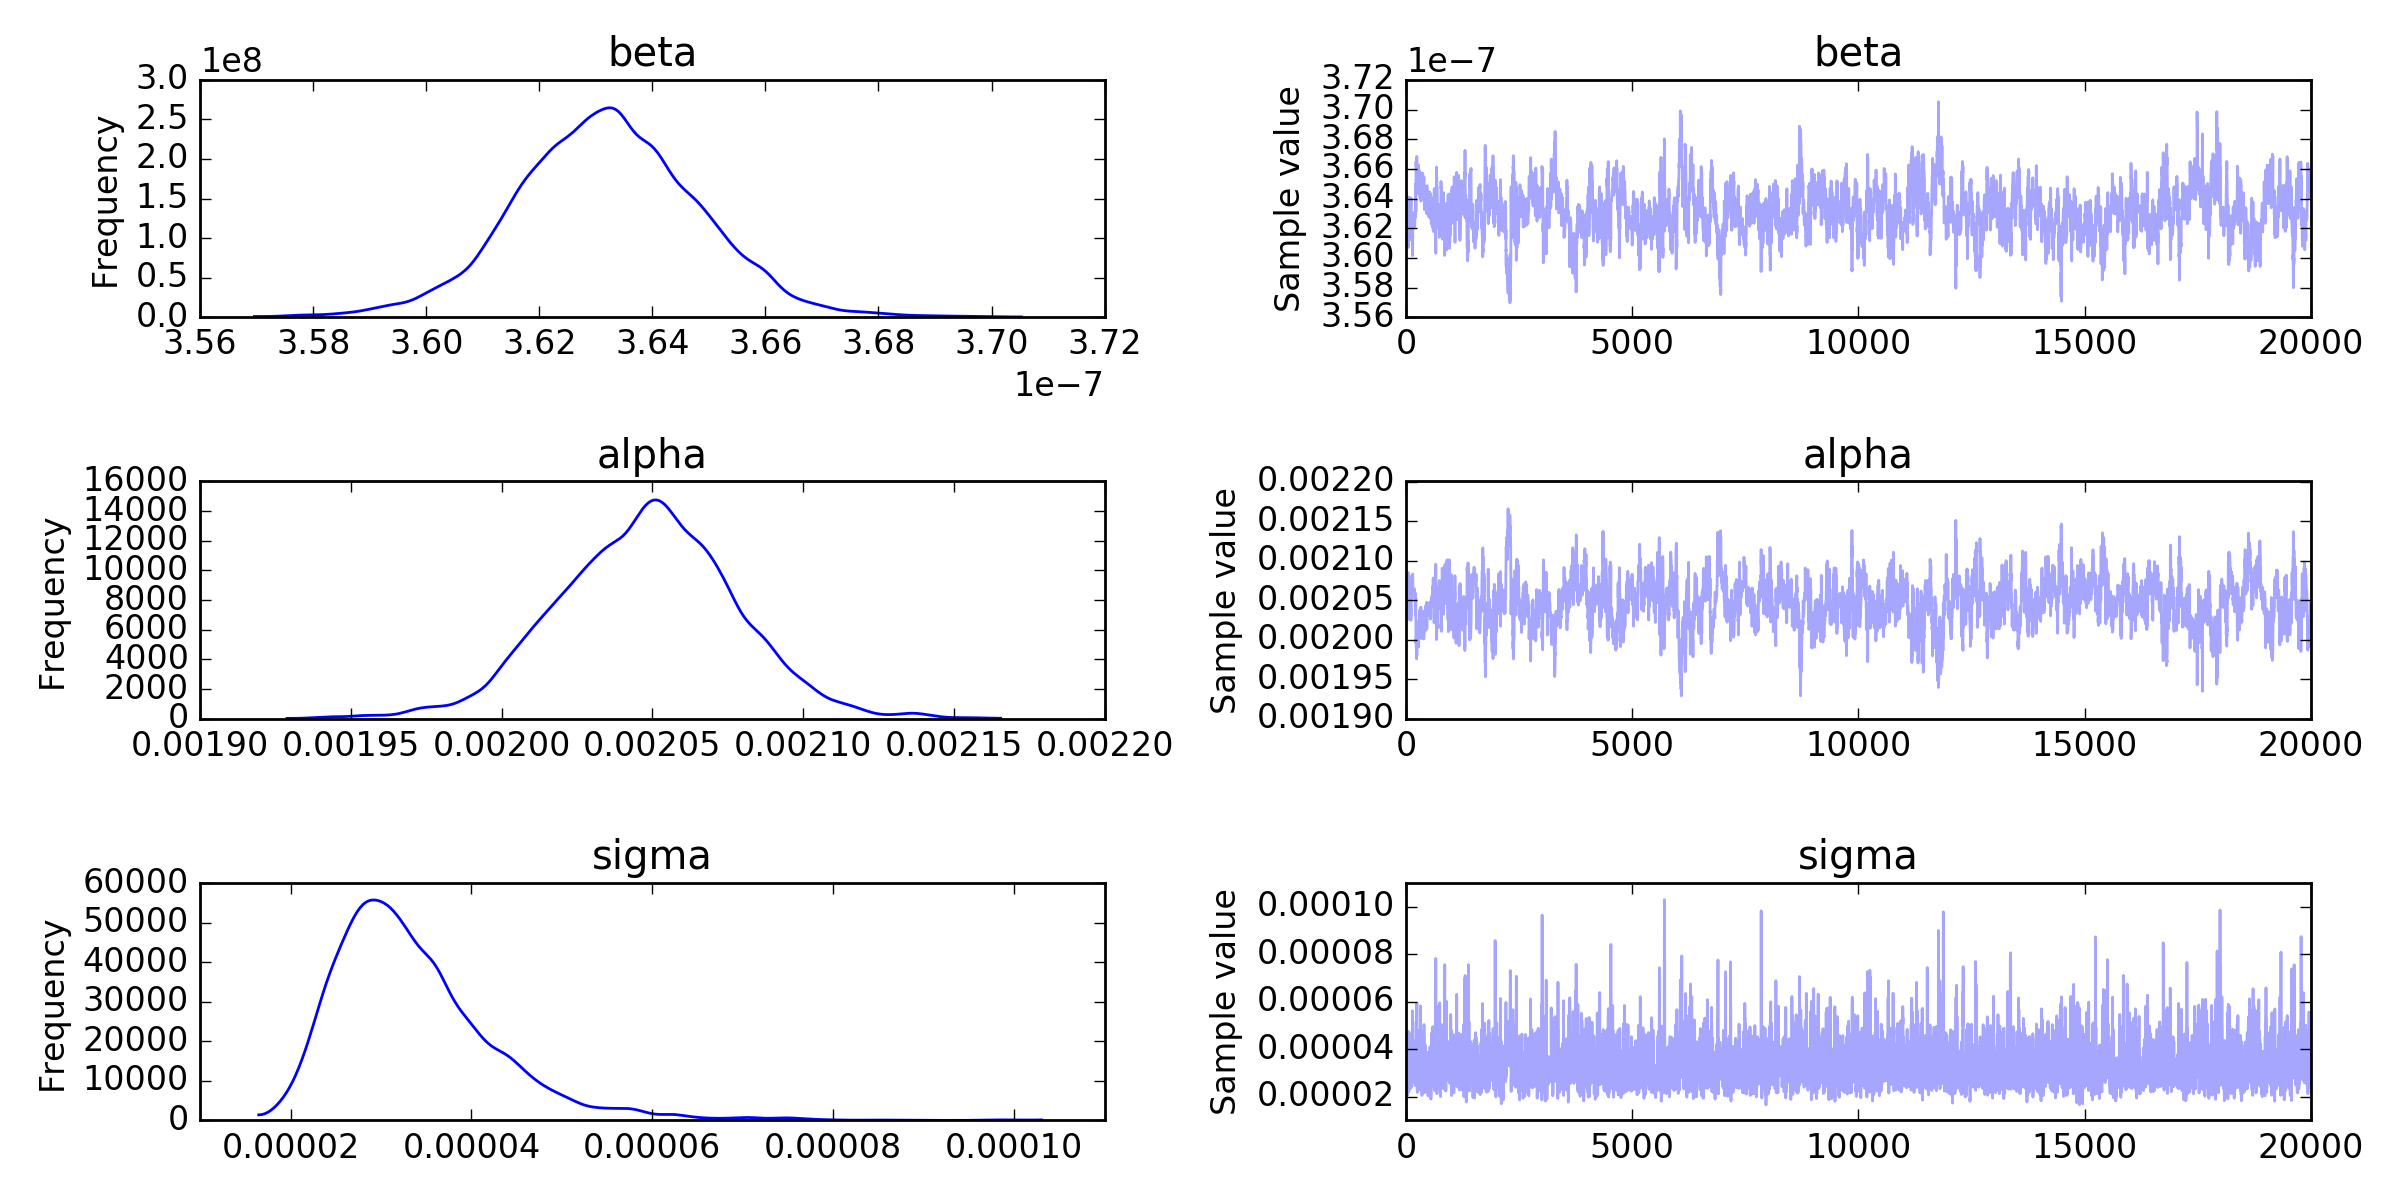 beta
1e8
Frequency
3.0
2.5
2.0
1.5
1.0
0.5
0.0
3.56 3.58 3.60 3.62 3.64 3.66 3.68 3.70 3.72
1e−7
beta
1e−7
Sample value
3.72
3.70
3.68
3.66
3.64
3.62
3.60
3.58
3.56
0 5000 10000 15000 20000
alpha
Frequency
16000
14000
12000
10000
8000
6000
4000
2000
0
0.00190 0.00195 0.00200 0.00205 0.00210 0.00215 0.00220
alpha
Sample value
0.00220
0.00215
0.00210
0.00205
0.00200
0.00195
0.00190
0 5000 10000 15000 20000
sigma
Frequency
60000
50000
40000
30000
20000
10000
0
0.00002 0.00004 0.00006 0.00008 0.00010
sigma
Sample value
0.00010
0.00008
0.00006
0.00004
0.00002
0 5000 10000 15000 20000